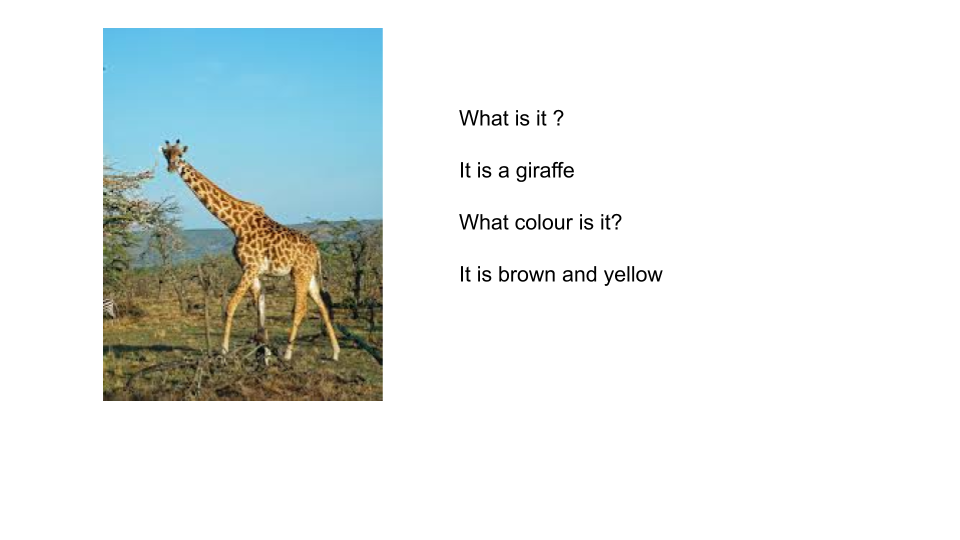 What is it ?
It is a giraffe
What colour is it?
It is brown and yellow